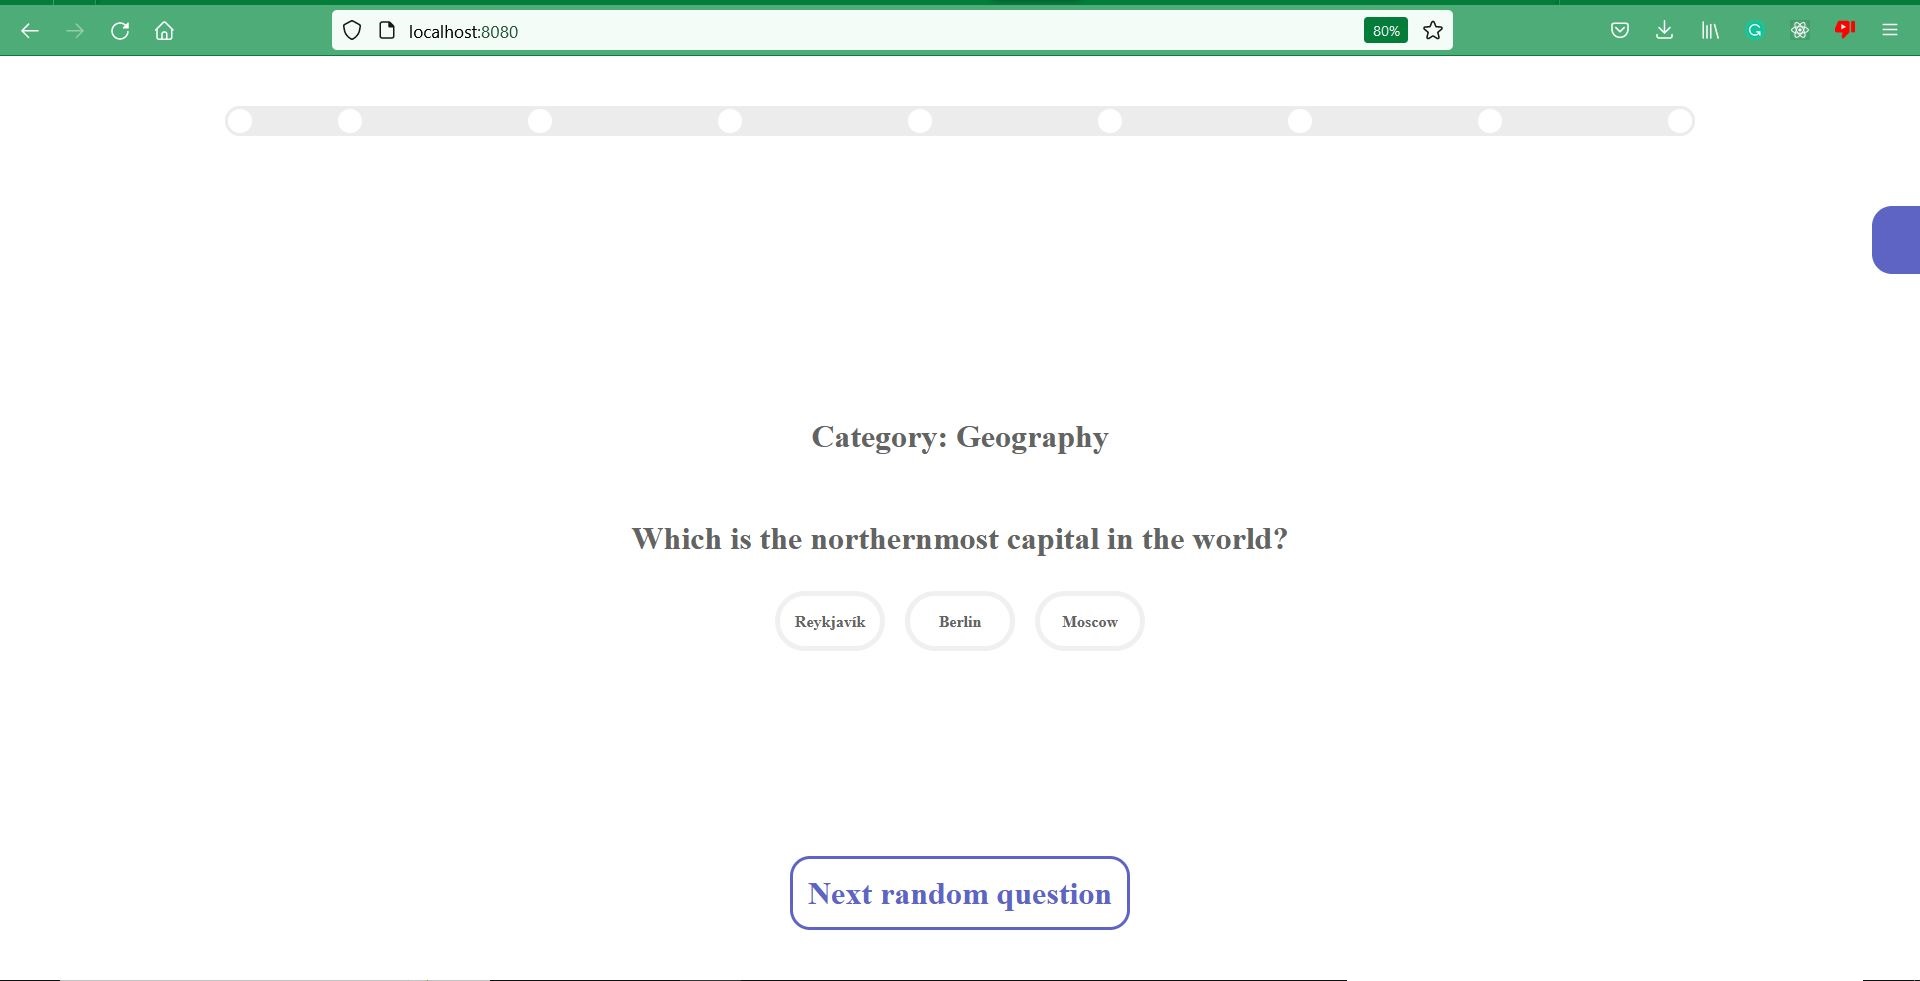 localhost:8080
80%
Category: Geography
Which is the northernmost capital in the world?
Reykjavík
Berlin
Moscow
Next random question